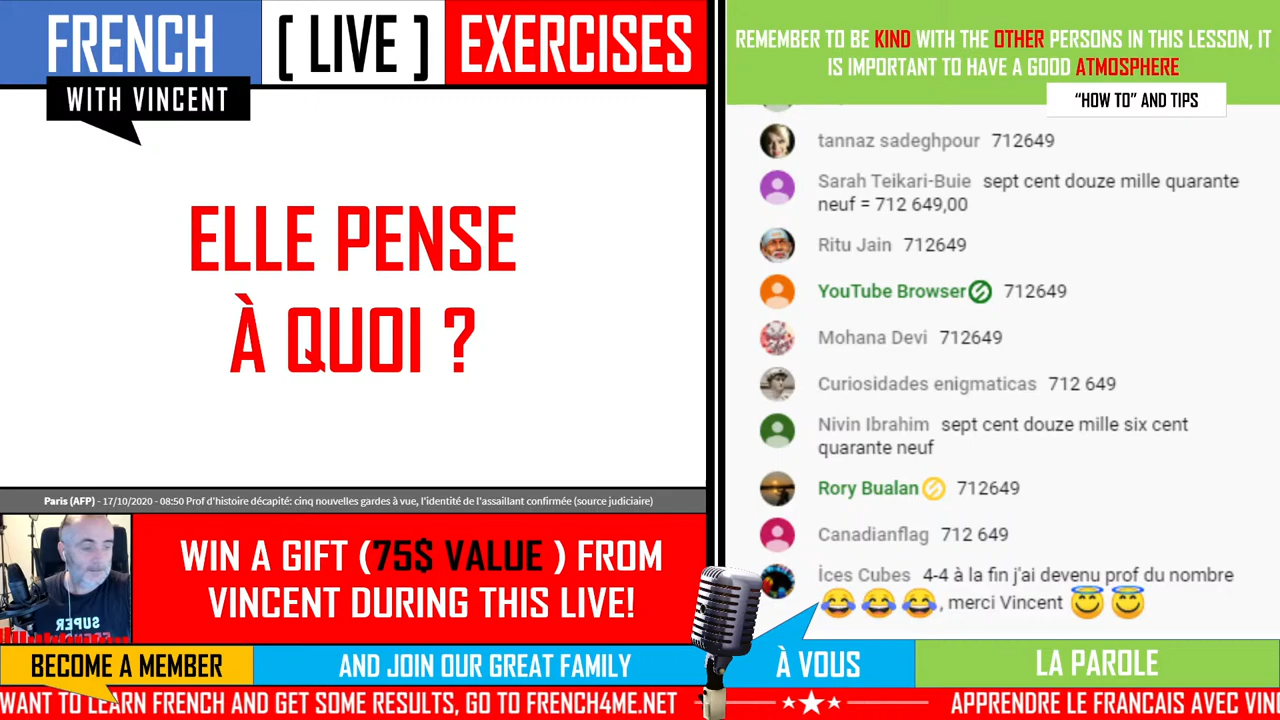 FRENCH
[ LIVE ]
EXERCISES
WITH VINCENT
ELLE PENSE
À QUOI ?
Paris (AFP) - 17/10/2020 - 08:50 Prof d'histoire décapité: cinq nouvelles gardes à vue, l'identité de l'assaillant confirmée (source judiciaire)
WIN A GIFT (75$ VALUE ) FROM
VINCENT DURING THIS LIVE!
SUPER
BECOME A MEMBER
AND JOIN OUR GREAT FAMILY
WANT TO LEARN FRENCH AND GET SOME RESULTS, GO TO FRENCH4ME.NET
REMEMBER TO BE KIND WITH THE OTHER PERSONS IN THIS LESSON, IT
IS IMPORTANT TO HAVE A GOOD ATMOSPHERE
“HOW TO” AND TIPS
tannaz sadeghpour 712649
Sarah Teikari-Buie sept cent douze mille quarante
neuf = 712 649,00
Ritu Jain 712649
YouTube Browser 712649
Mohana Devi 712649
Curiosidades enigmaticas 712 649
Nivin Ibrahim sept cent douze mille six cent
quarante neuf
Rory Bualan 712649
Canadianflag 712 649
İces Cubes 4-4 à la fin j'ai devenu prof du nombre
😂😂😂, merci Vincent 😇😇
À VOUS
LA PAROLE
APPRENDRE LE FRANCAIS AVEC VINC